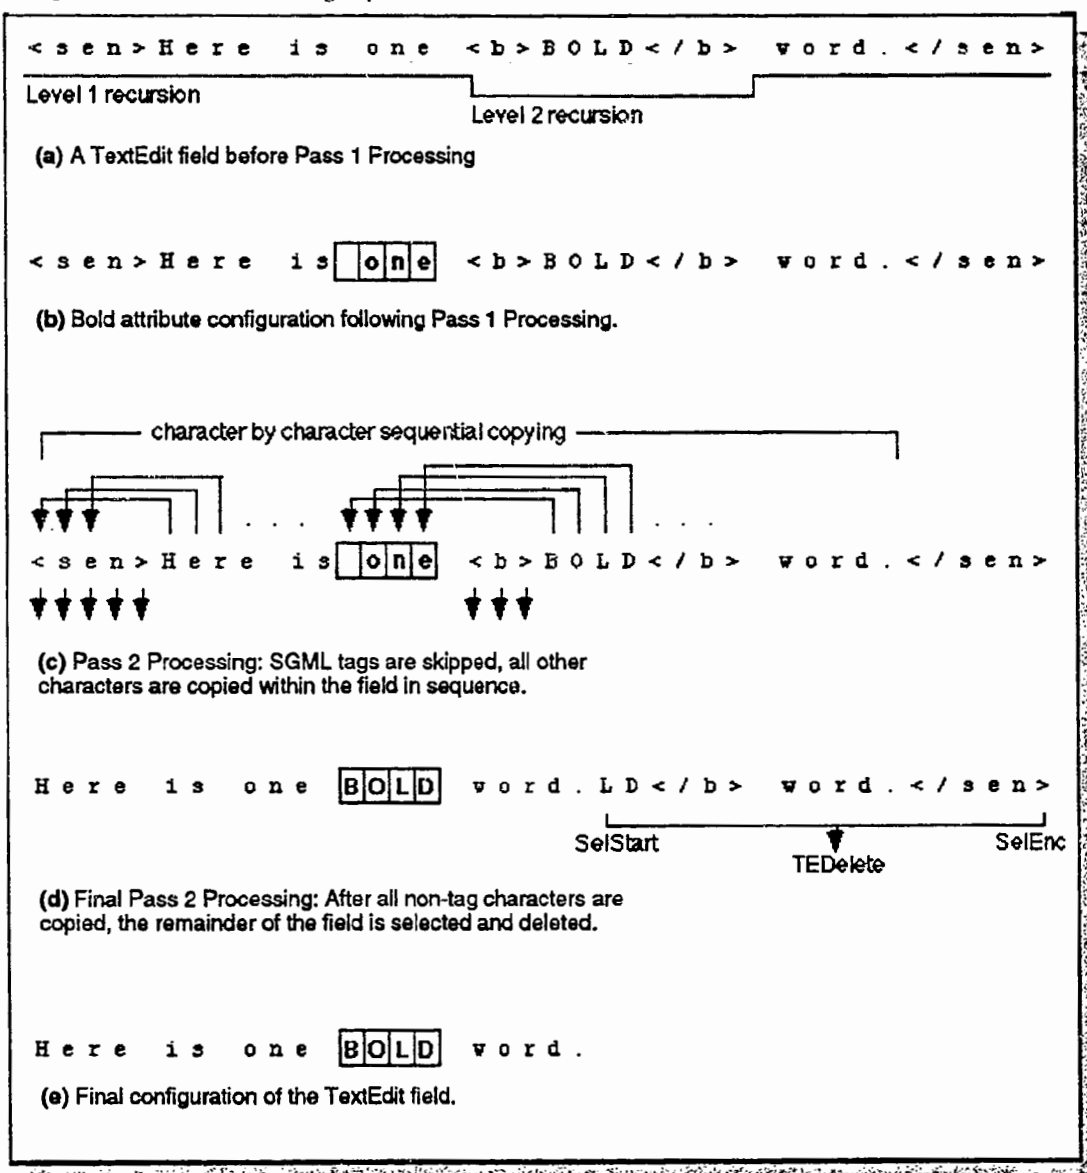 <sen>Here is one <b>BOLD</b> word.</sen>
Level 1 recursion
Level 2 recursion
(a) A TextEdit field before Pass 1 Processing
<sen>Here is one <b>BOLD</b> word.</sen>
(b) Bold attribute configuration following Pass 1 Processing.
character by character sequential copying
. . . . . .
<sen>Here is one <b>BOLD</b> word.</sen>
(c) Pass 2 Processing: SGML tags are skipped, all other
characters are copied within the field in sequence.
Here is one BOLD word.LD</b> word.</sen>
SelStart SelEnc
TEDelete
(d) Final Pass 2 Processing: After all non-tag characters are
copied, the remainder of the field is selected and deleted.
Here is one BOLD word.
(e) Final configuration of the TextEdit field.